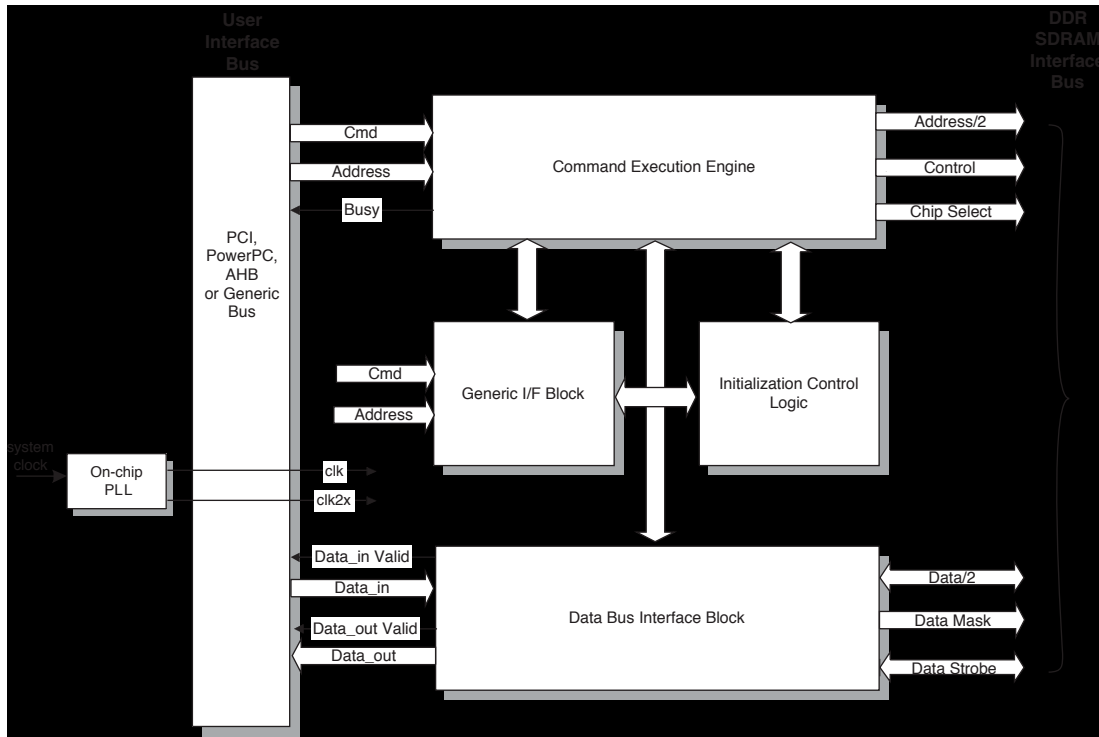 User
Interface
Bus
DDR
SDRAM
Interface
Bus
Cmd
Address
Busy
Command Execution Engine
Address/2
Control
Chip Select
PCI,
PowerPC,
AHB
or Generic
Bus
Cmd
Address
Generic I/F Block
Initialization Control
Logic
system
clock
On-chip
PLL
clk
clk2x
Data_in Valid
Data_in
Data_out Valid
Data_out
Data Bus Interface Block
Data/2
Data Mask
Data Strobe